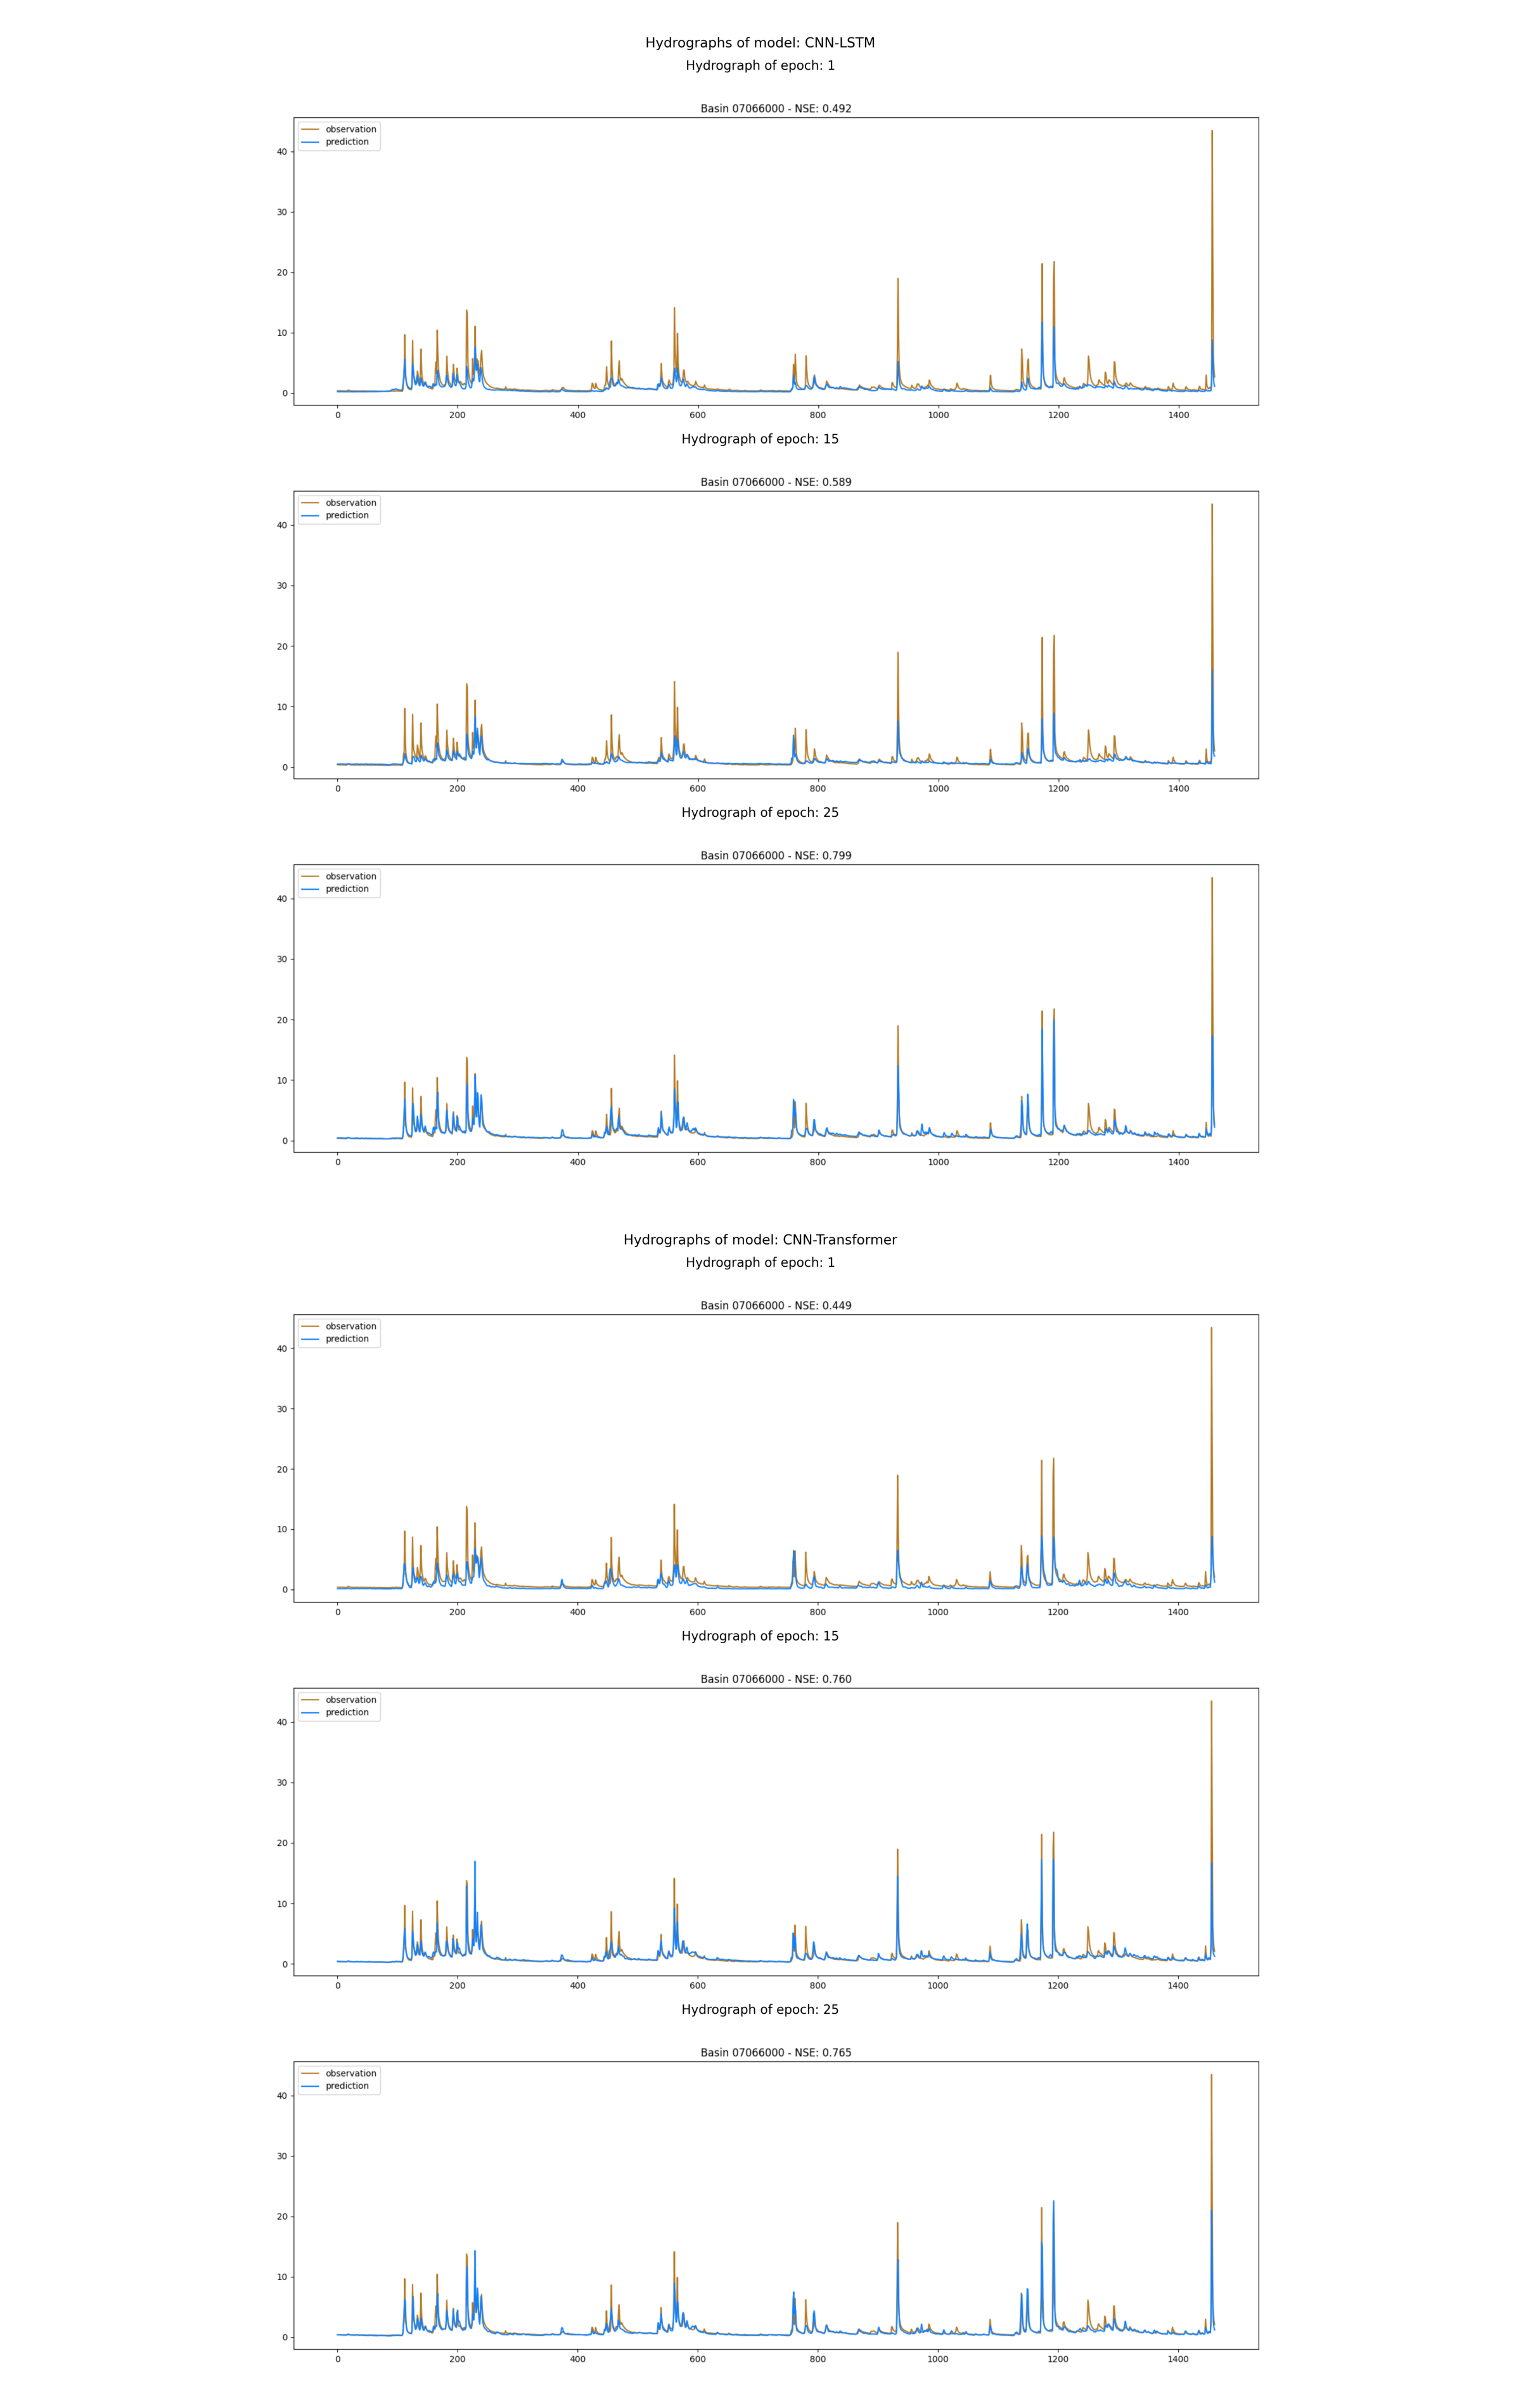 Hydrographs of model: CNN-LSTM
Hydrograph of epoch: 1
Basin 07066000 - NSE: 0.492
observation
prediction
40
30
20
10
0
0 200 400 600 800 1000 1200 1400
Hydrograph of epoch: 15
Basin 07066000 - NSE: 0.589
observation
prediction
40
30
20
10
0
0 200 400 600 800 1000 1200 1400
Hydrograph of epoch: 25
Basin 07066000 - NSE: 0.799
observation
prediction
40
30
20
10
0
0 200 400 600 800 1000 1200 1400
Hydrographs of model: CNN-Transformer
Hydrograph of epoch: 1
Basin 07066000 - NSE: 0.449
observation
prediction
40
30
20
10
0
0 200 400 600 800 1000 1200 1400
Hydrograph of epoch: 15
Basin 07066000 - NSE: 0.760
observation
prediction
40
30
20
10
0
0 200 400 600 800 1000 1200 1400
Hydrograph of epoch: 25
Basin 07066000 - NSE: 0.765
observation
prediction
40
30
20
10
0
0 200 400 600 800 1000 1200 1400